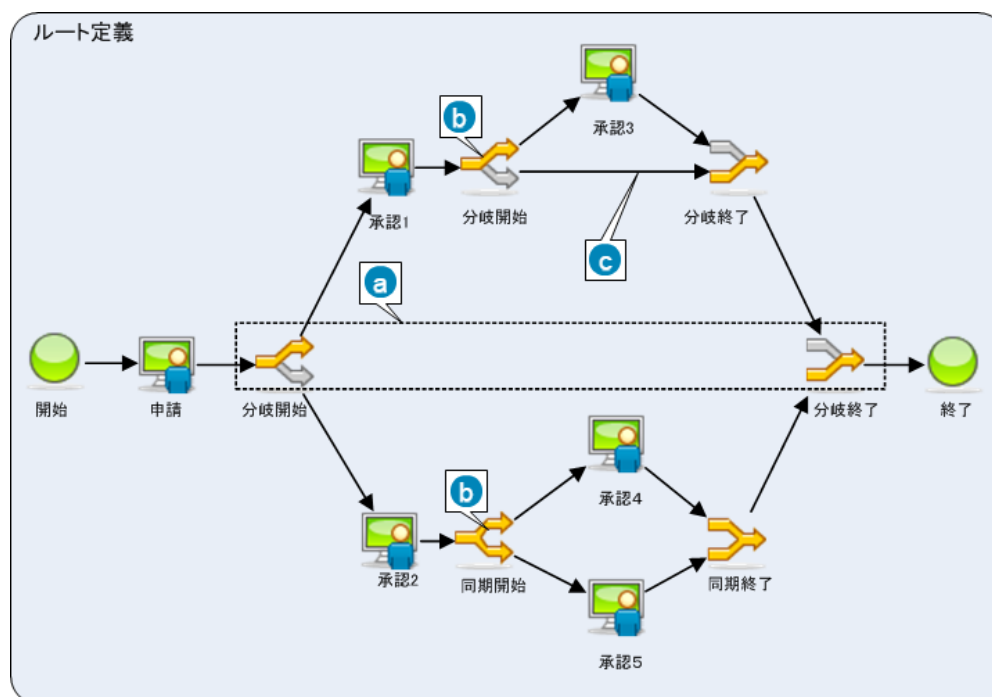 ルート定義
承認3
b
承認1
分岐開始
分岐終了
c
a
開始
申請
分岐開始
分岐終了
終了
承認4
b
承認2
同期開始
同期終了
承認5